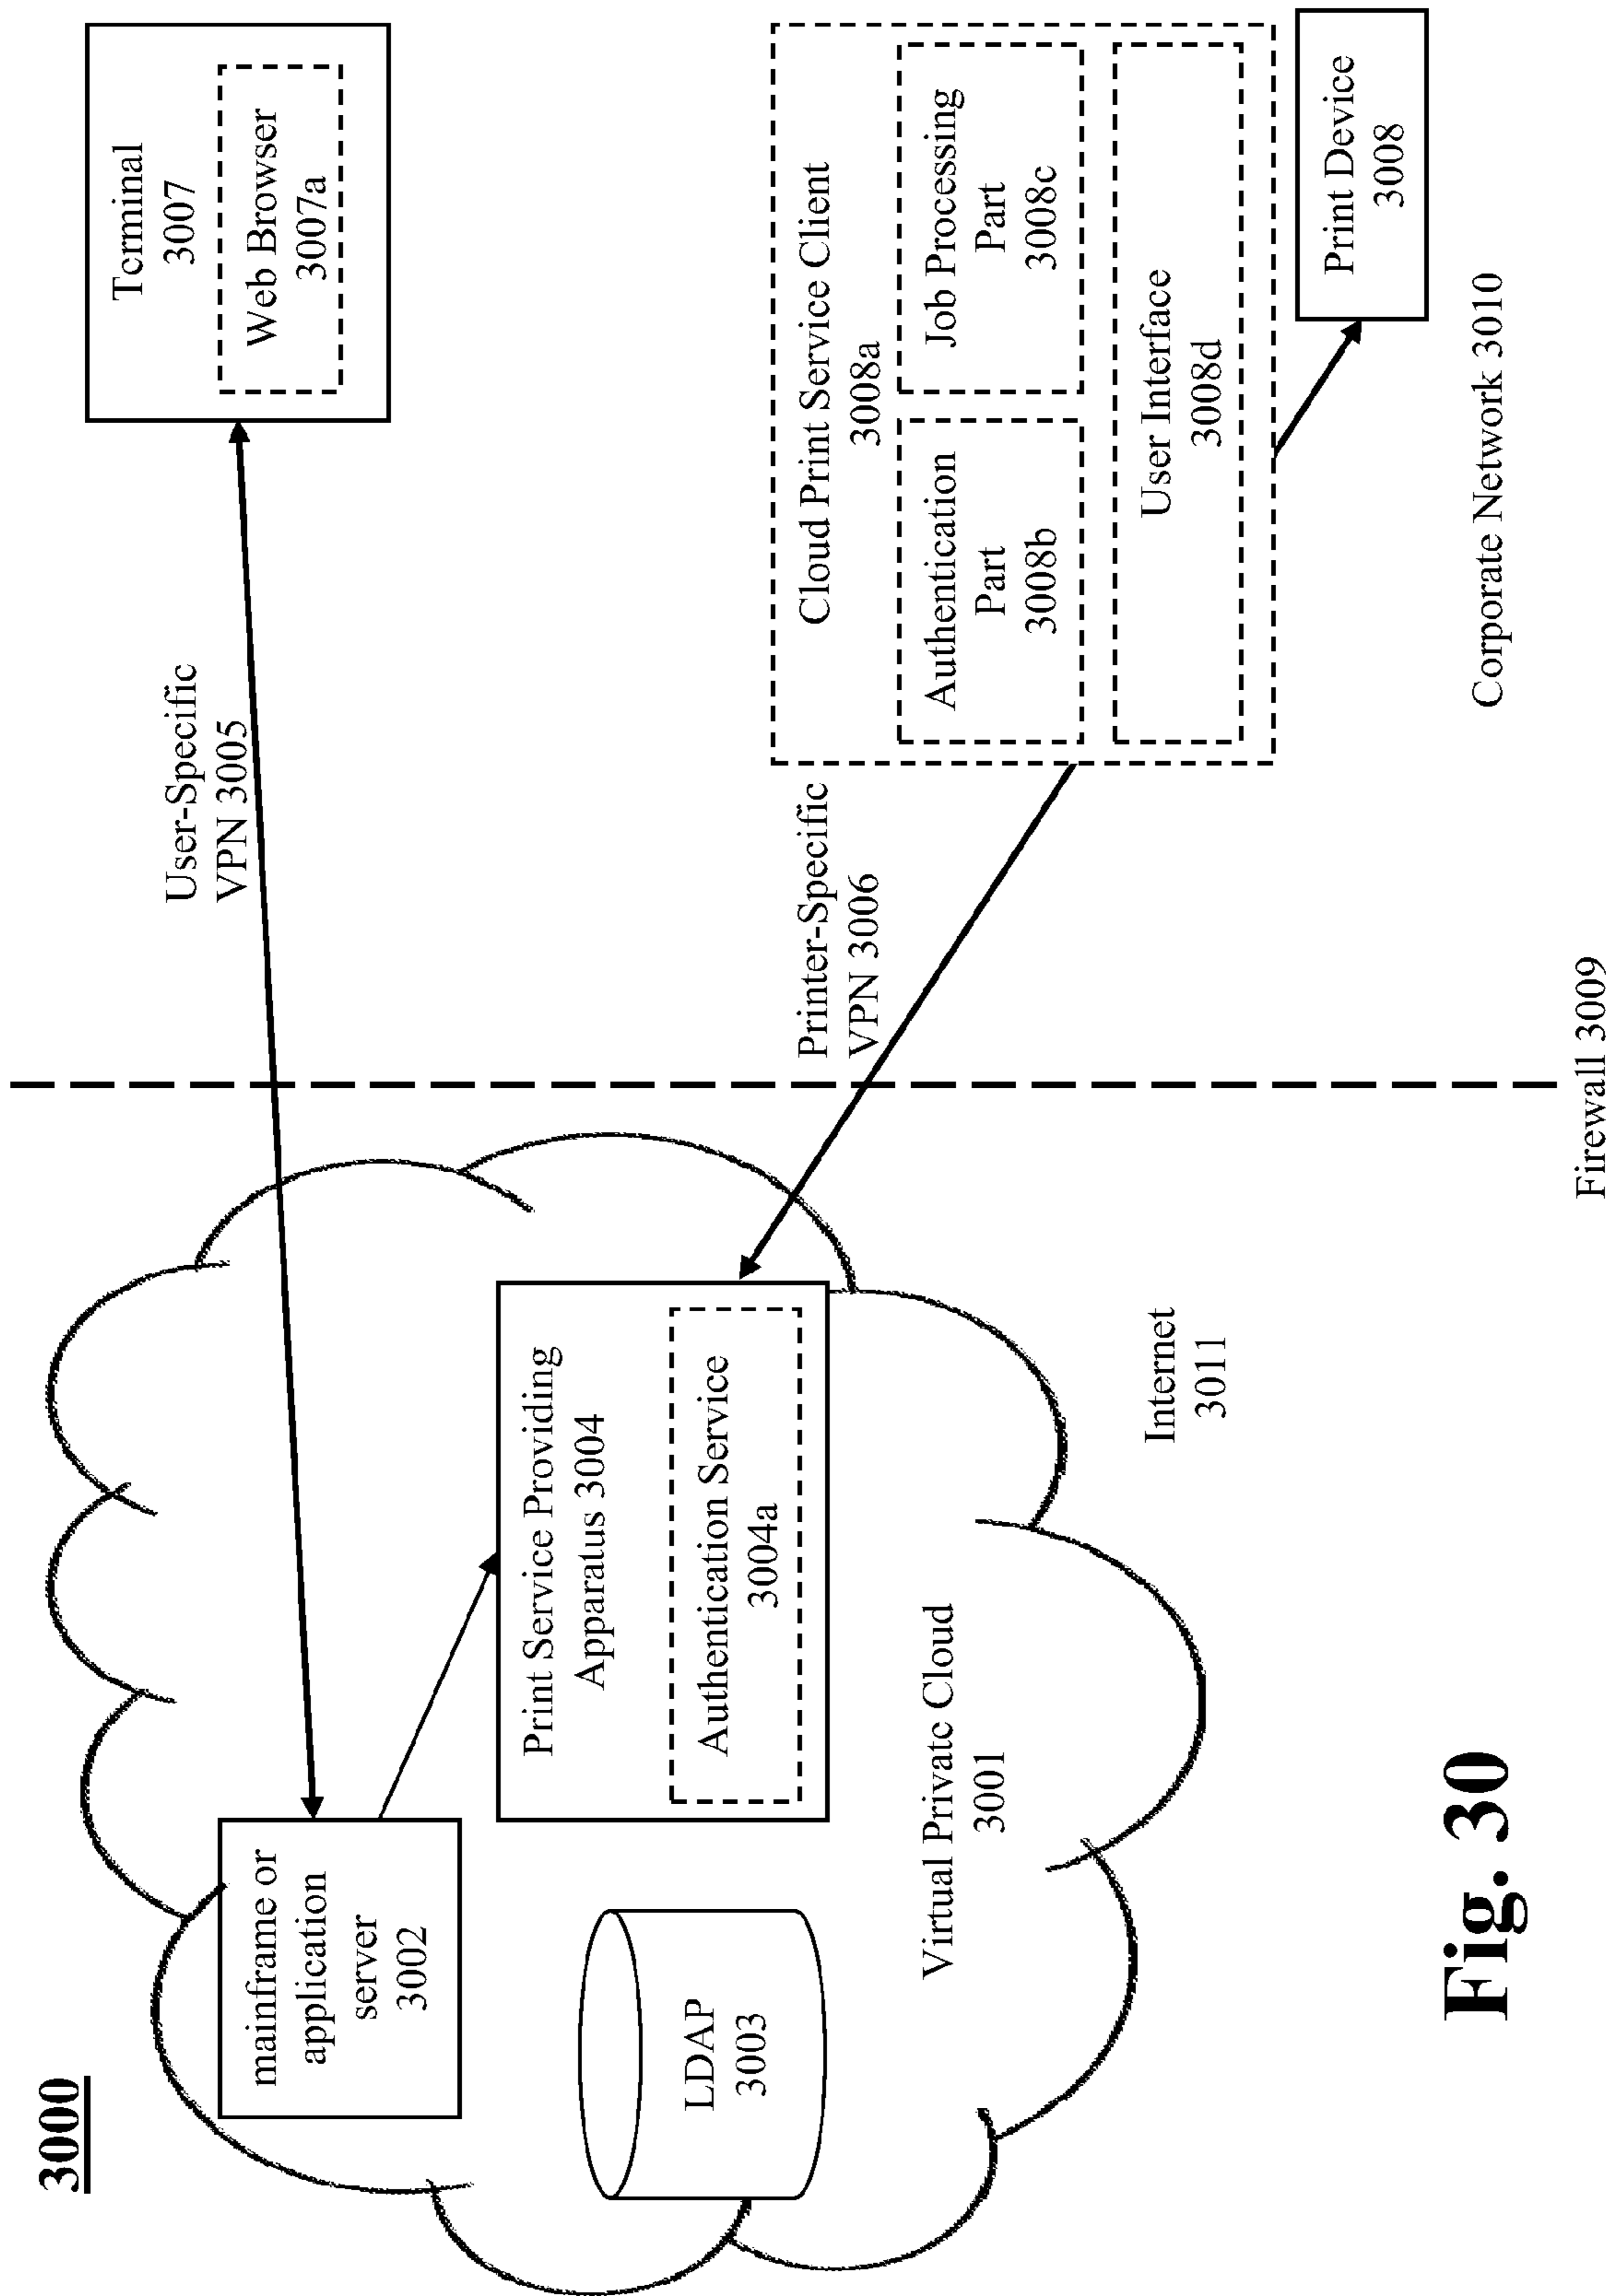 3000
mainframe or
application
server
3002
LDAP
3003
Print Service Providing
Apparatus 3004
Authentication Service
3004a
Virtual Private Cloud
3001
Internet
3011
User-Specific
VPN 3005
Printer-Specific
VPN 3006
Firewall 3009
Terminal
3007
Web Browser
3007a
Cloud Print Service Client
3008a
Authentication
Part
3008b
Job Processing
Part
3008c
User Interface
3008d
Print Device
3008
Corporate Network 3010
Fig. 30